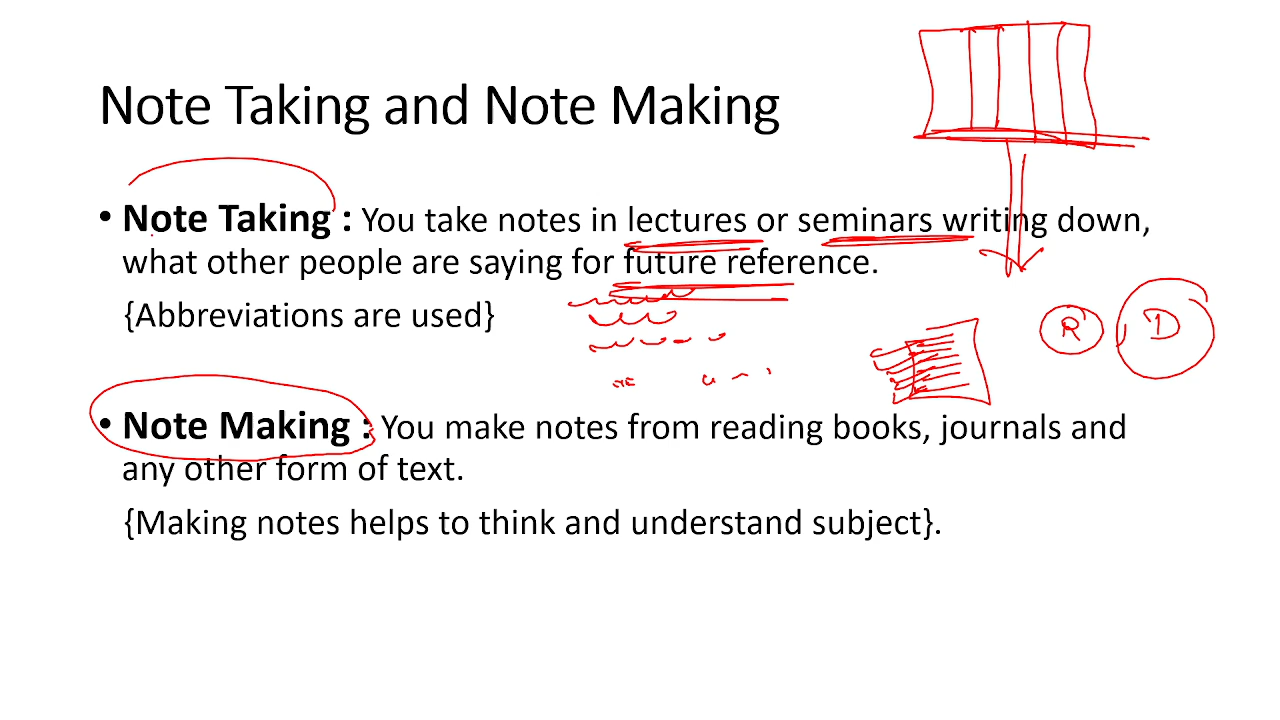 Note Taking and Note Making
• Note Taking : You take notes in lectures or seminars writing down,
what other people are saying for future reference.
{Abbreviations are used}
R D
• Note Making : You make notes from reading books, journals and
any other form of text.
{Making notes helps to think and understand subject}.